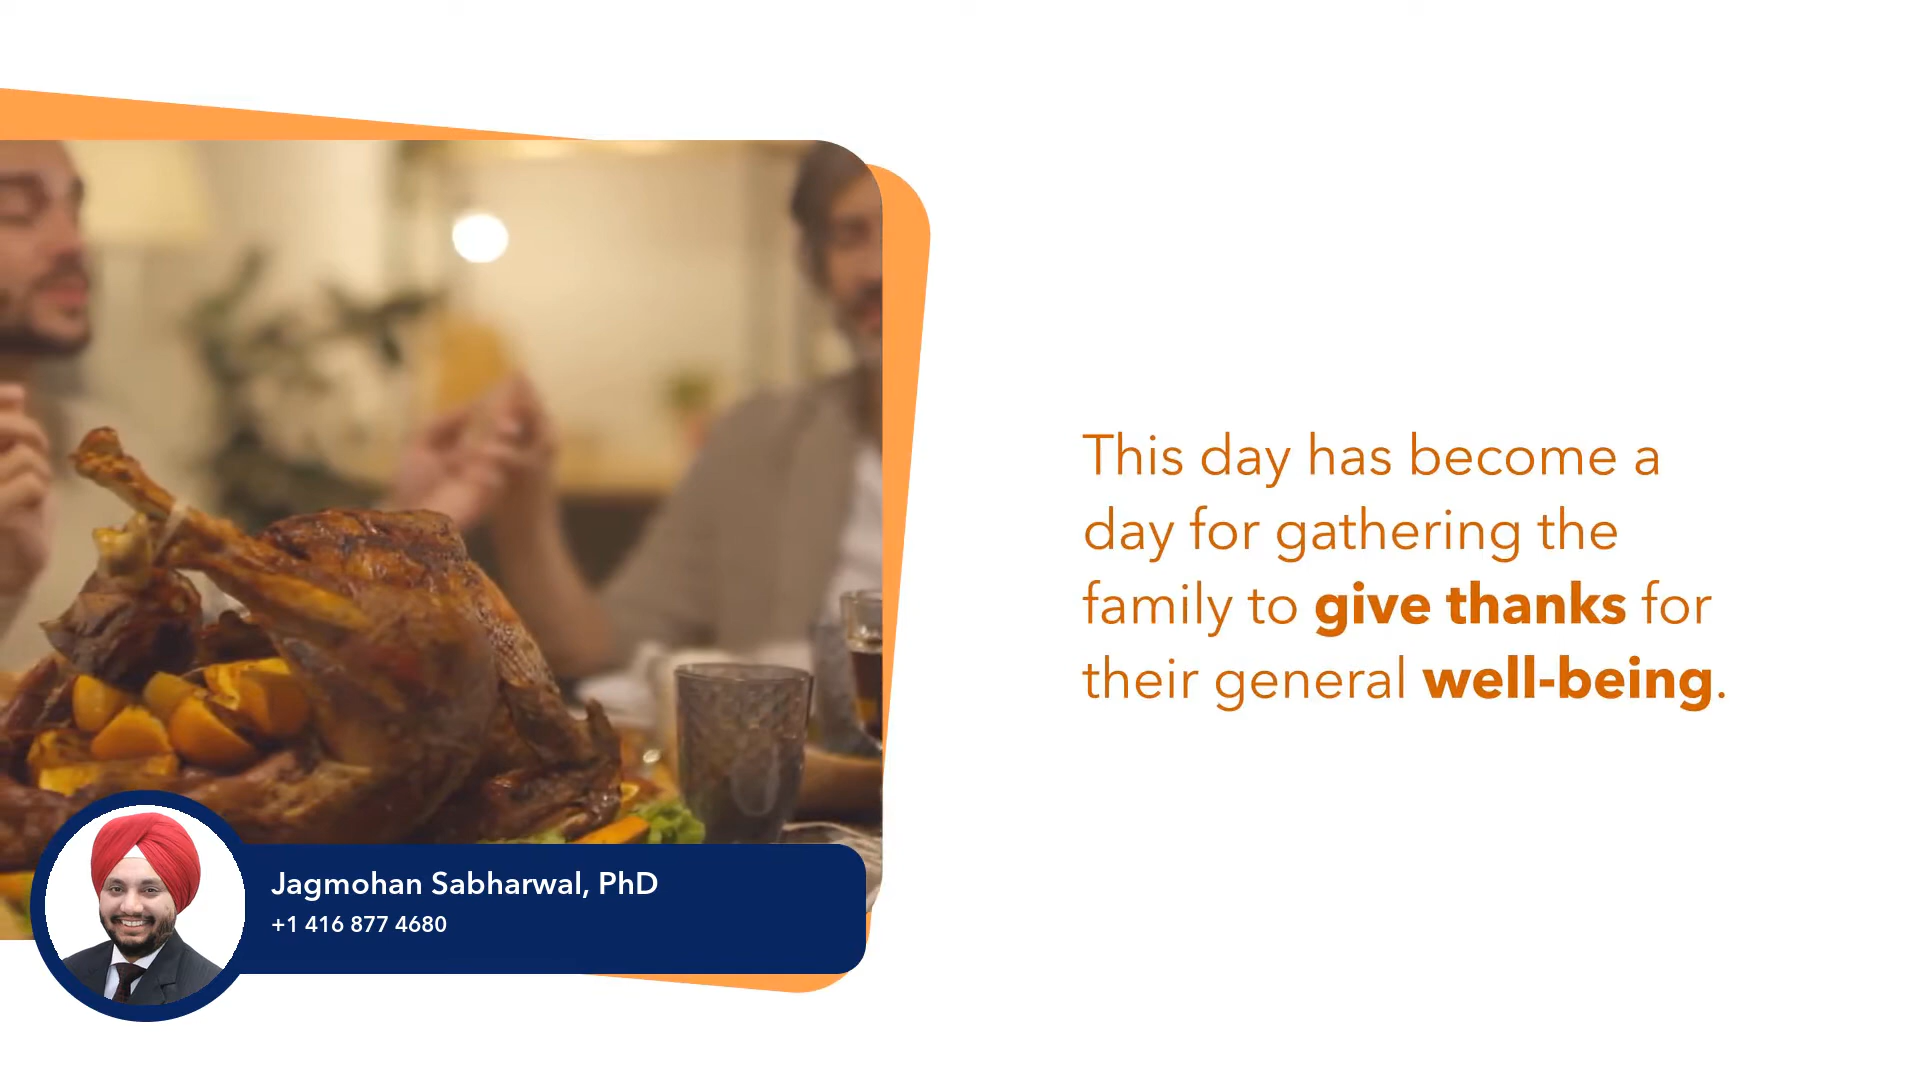 This day has become a
day for gathering the
family to give thanks for
their general well-being.
Jagmohan Sabharwal, PhD
+1 416 877 4680